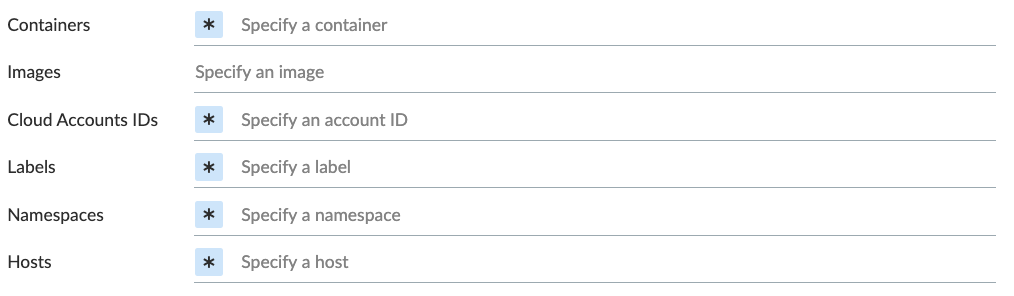 Containers * Specify a container
Images Specify an image
Cloud Accounts IDs * Specify an account ID
Labels * Specify a label
Namespaces * Specify a namespace
Hosts * Specify a host